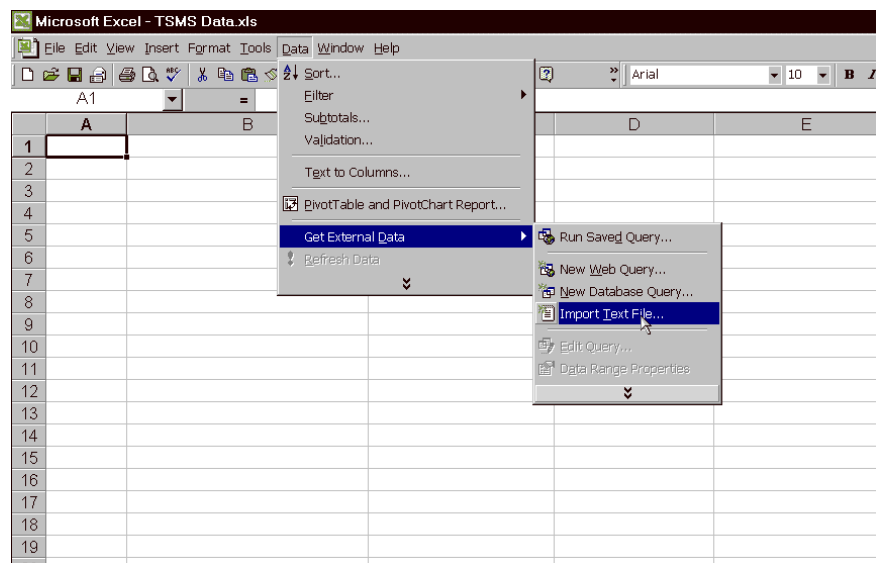 Microsoft Excel - TSMS Data.xls
File Edit View Insert Format Tools Data Window Help
Arial 10 B I
A1 =
A B D E
Sort...
Filter
Subtotals...
Validation...
Text to Columns...
PivotTable and PivotChart Report...
Get External Data
Refresh Data
Run Saved Query...
New Web Query...
New Database Query...
Import Text File...
Edit Query...
Data Range Properties
1
2
3
4
5
6
7
8
9
10
11
12
13
14
15
16
17
18
19